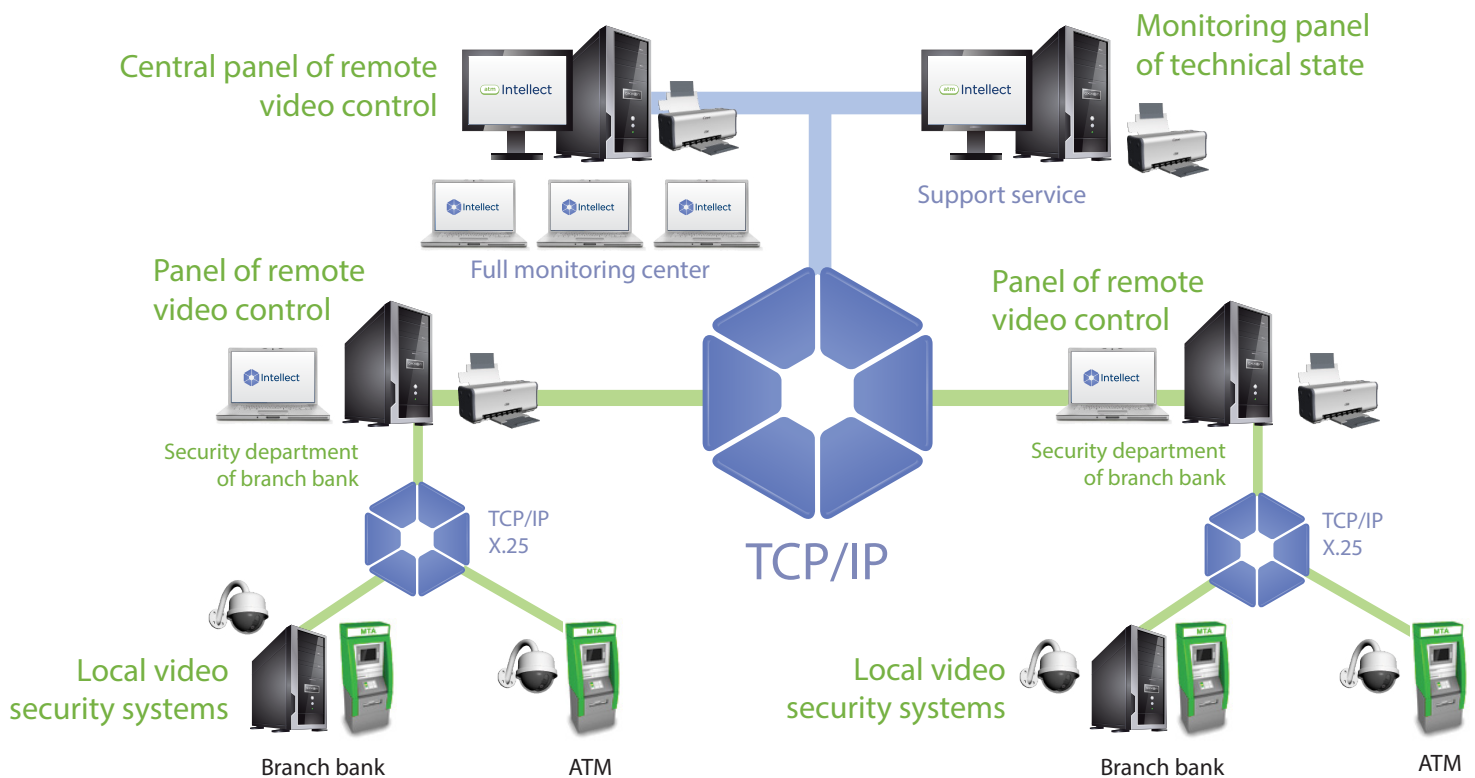 Central panel of remote
video control
atm Intellect
Monitoring panel
of technical state
atm Intellect
Support service
Intellect
Intellect
Intellect
Full monitoring center
Panel of remote
video control
Intellect
Security department
of branch bank
Panel of remote
video control
Intellect
Security department
of branch bank
TCP/IP
TCP/IP
X.25
TCP/IP
X.25
Local video
security systems
MTA
MTA
Branch bank
ATM
Local video
security systems
MTA
MTA
Branch bank
ATM